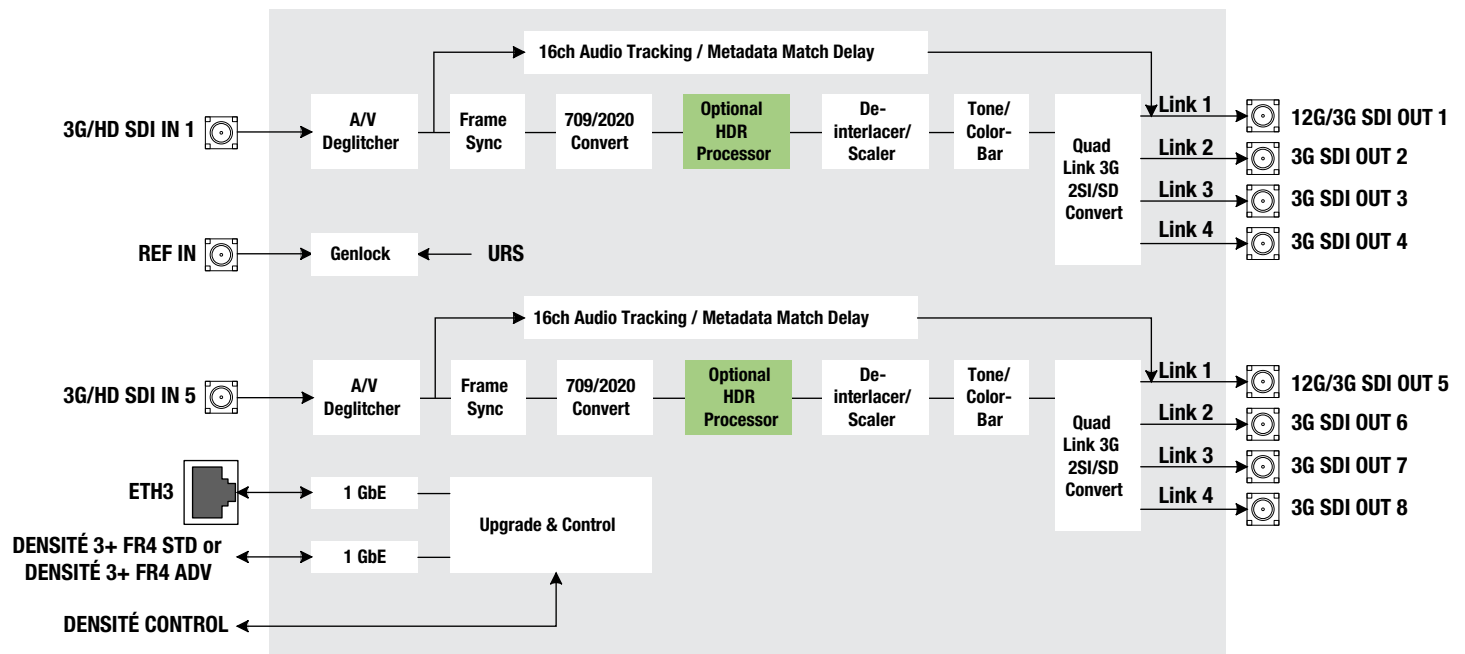 16ch Audio Tracking / Metadata Match Delay
3G/HD SDI IN 1
A/V
Deglitcher
Frame
Sync
709/2020
Convert
Optional
HDR
Processor
De-
interlacer/
Scaler
Tone/
Color-
Bar
Quad
Link 3G
2SI/SD
Convert
Link 1
12G/3G SDI OUT 1
Link 2
3G SDI OUT 2
Link 3
3G SDI OUT 3
Link 4
3G SDI OUT 4
REF IN
Genlock
URS
16ch Audio Tracking / Metadata Match Delay
3G/HD SDI IN 5
A/V
Deglitcher
Frame
Sync
709/2020
Convert
Optional
HDR
Processor
De-
interlacer/
Scaler
Tone/
Color-
Bar
Quad
Link 3G
2SI/SD
Convert
Link 1
12G/3G SDI OUT 5
Link 2
3G SDI OUT 6
Link 3
3G SDI OUT 7
Link 4
3G SDI OUT 8
ETH3
1 GbE
Upgrade & Control
DENSITÉ 3+ FR4 STD or
DENSITÉ 3+ FR4 ADV
1 GbE
DENSITÉ CONTROL